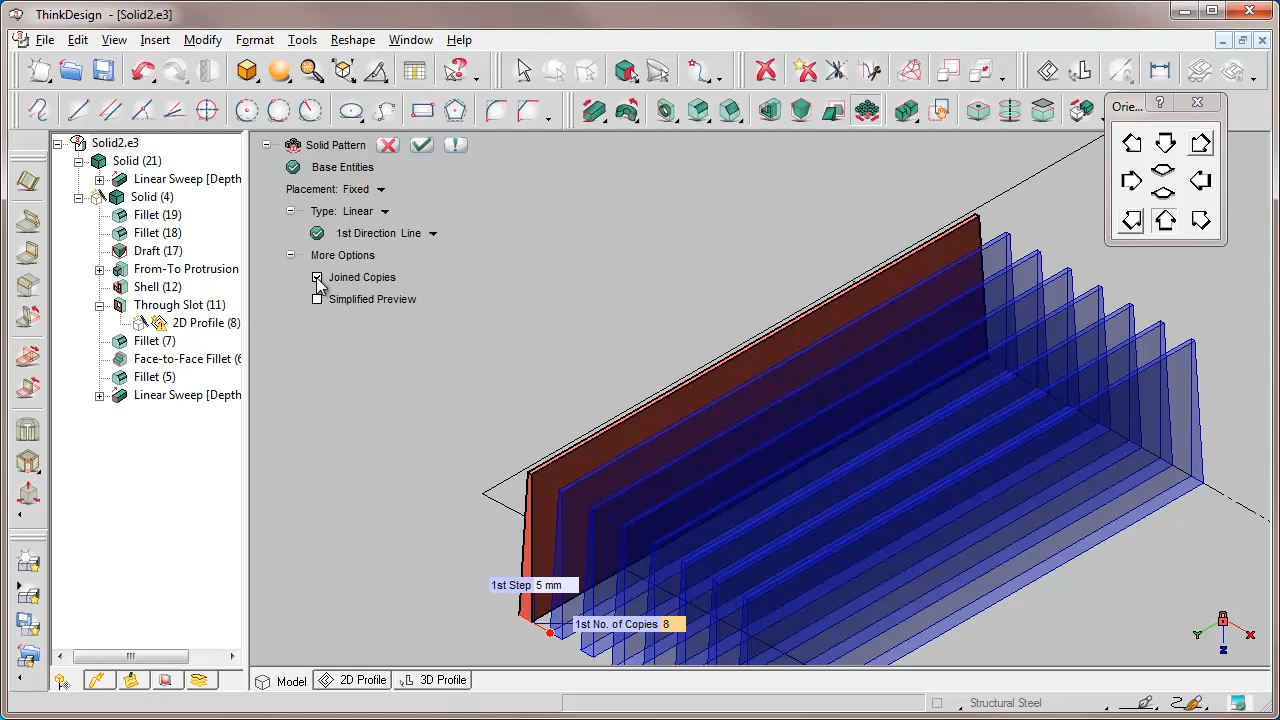 ThinkDesign - [Solid2.e3]
File Edit View Insert Modify Format Tools Reshape Window Help
Orie...
Solid2.e3
Solid (21)
Linear Sweep [Depth
Solid (4)
Fillet (19)
Fillet (18)
Draft (17)
From-To Protrusion
Shell (12)
Through Slot (11)
2D Profile (8)
Fillet (7)
Face-to-Face Fillet (6
Fillet (5)
Linear Sweep [Depth
Solid Pattern
Base Entities
Placement: Fixed
Type: Linear
1st Direction Line
More Options
Joined Copies
Simplified Preview
1st Step 5 mm
1st No. of Copies 8
Y X
Z
Model 2D Profile 3D Profile
Structural Steel